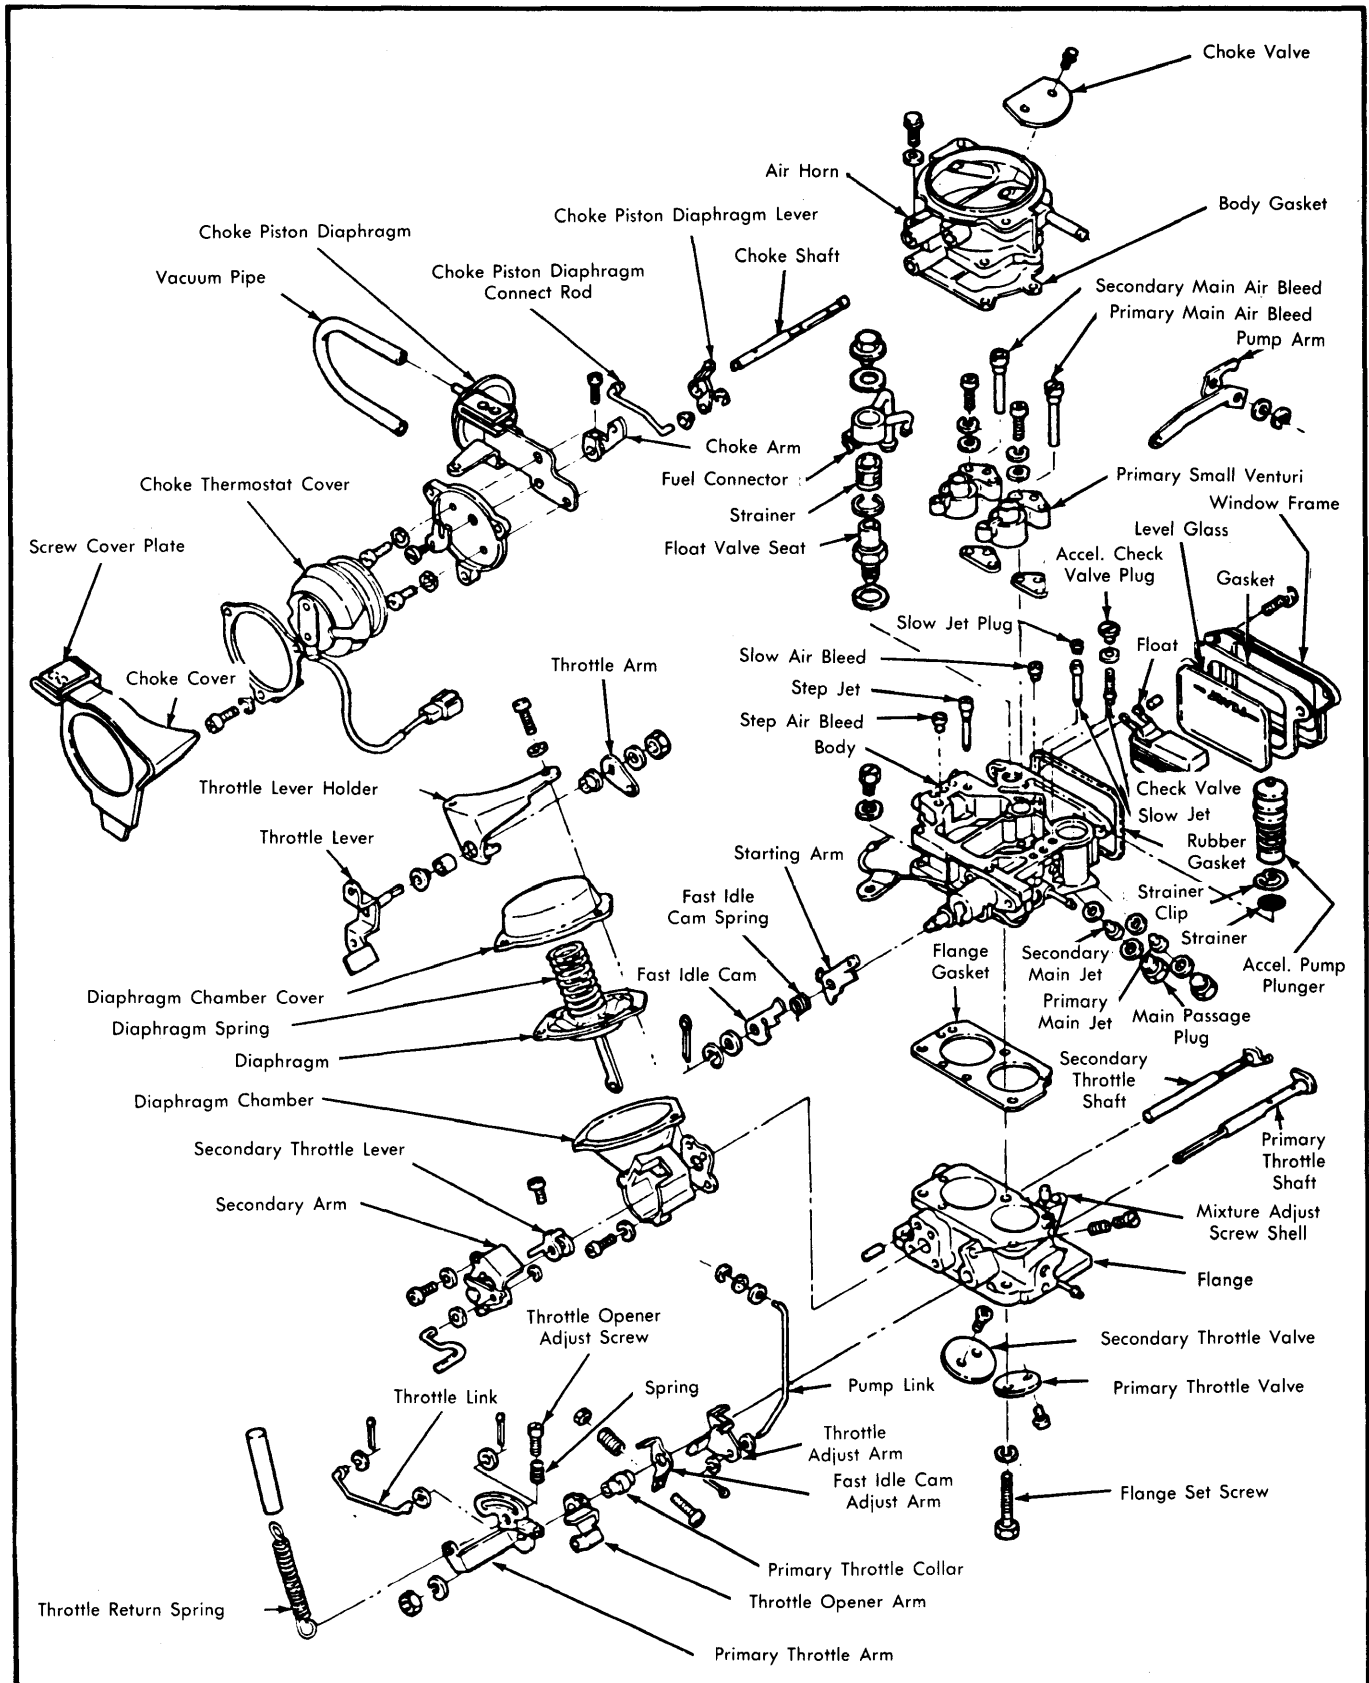 Choke Valve
Air Horn
Choke Piston Diaphragm Lever
Body Gasket
Choke Piston Diaphragm
Choke Shaft
Vacuum Pipe
Choke Piston Diaphragm
Connect Rod
Secondary Main Air Bleed
Primary Main Air Bleed
Pump Arm
Choke Arm
Fuel Connector
Primary Small Venturi
Choke Thermostat Cover
Window Frame
Strainer
Level Glass
Screw Cover Plate
Float Valve Seat
Accel. Check
Valve Plug
Gasket
Slow Jet Plug
Float
Slow Air Bleed
Throttle Arm
Choke Cover
Step Jet
Step Air Bleed
Body
Throttle Lever Holder
Check Valve
Slow Jet
Throttle Lever
Rubber
Gasket
Starting Arm
Fast Idle
Cam Spring
Strainer
Clip
Strainer
Flange
Gasket
Secondary
Main Jet
Fast Idle Cam
Accel. Pump
Plunger
Diaphragm Chamber Cover
Primary
Main Jet
Main Passage
Plug
Diaphragm Spring
Diaphragm
Secondary
Throttle
Shaft
Diaphragm Chamber
Primary
Throttle
Shaft
Secondary Throttle Lever
Secondary Arm
Mixture Adjust
Screw Shell
Flange
Throttle Opener
Adjust Screw
Secondary Throttle Valve
Spring
Pump Link
Primary Throttle Valve
Throttle Link
Throttle
Adjust Arm
Fast Idle Cam
Adjust Arm
Flange Set Screw
Primary Throttle Collar
Throttle Opener Arm
Throttle Return Spring
Primary Throttle Arm